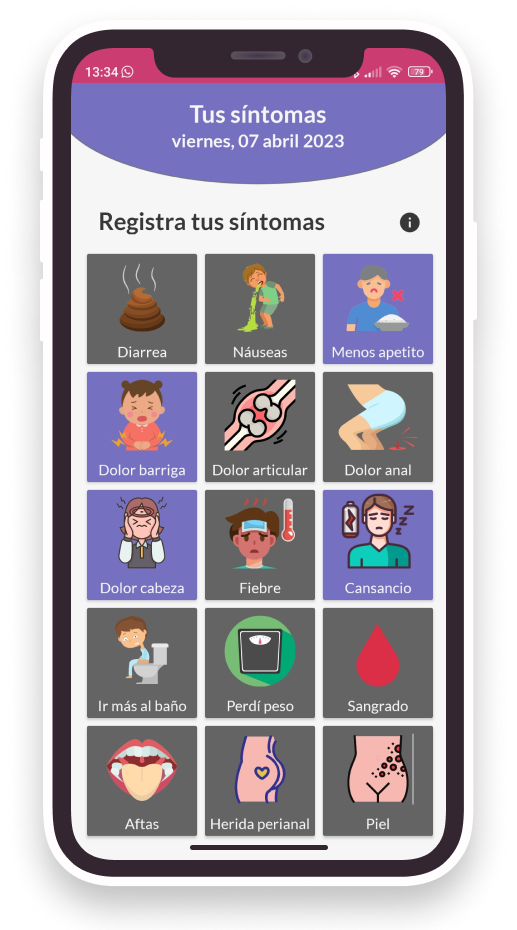 13:34
79
Tus síntomas
viernes, 07 abril 2023
Registra tus síntomas
Diarrea
Náuseas
Menos apetito
Dolor barriga
Dolor articular
Dolor anal
Dolor cabeza
Fiebre
Cansancio
Ir más al baño
Perdí peso
Sangrado
Aftas
Herida perianal
Piel